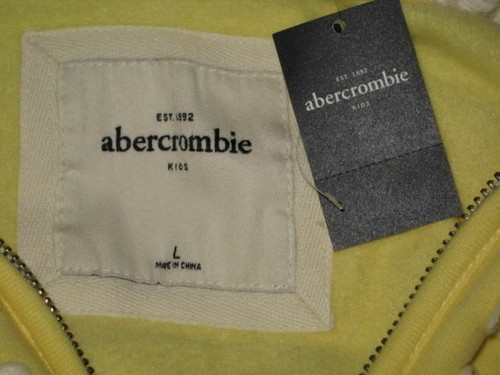 EST. 1892
abercrombie
KIDS
L
MADE IN CHINA
EST. 1892
abercrombie
KIDS